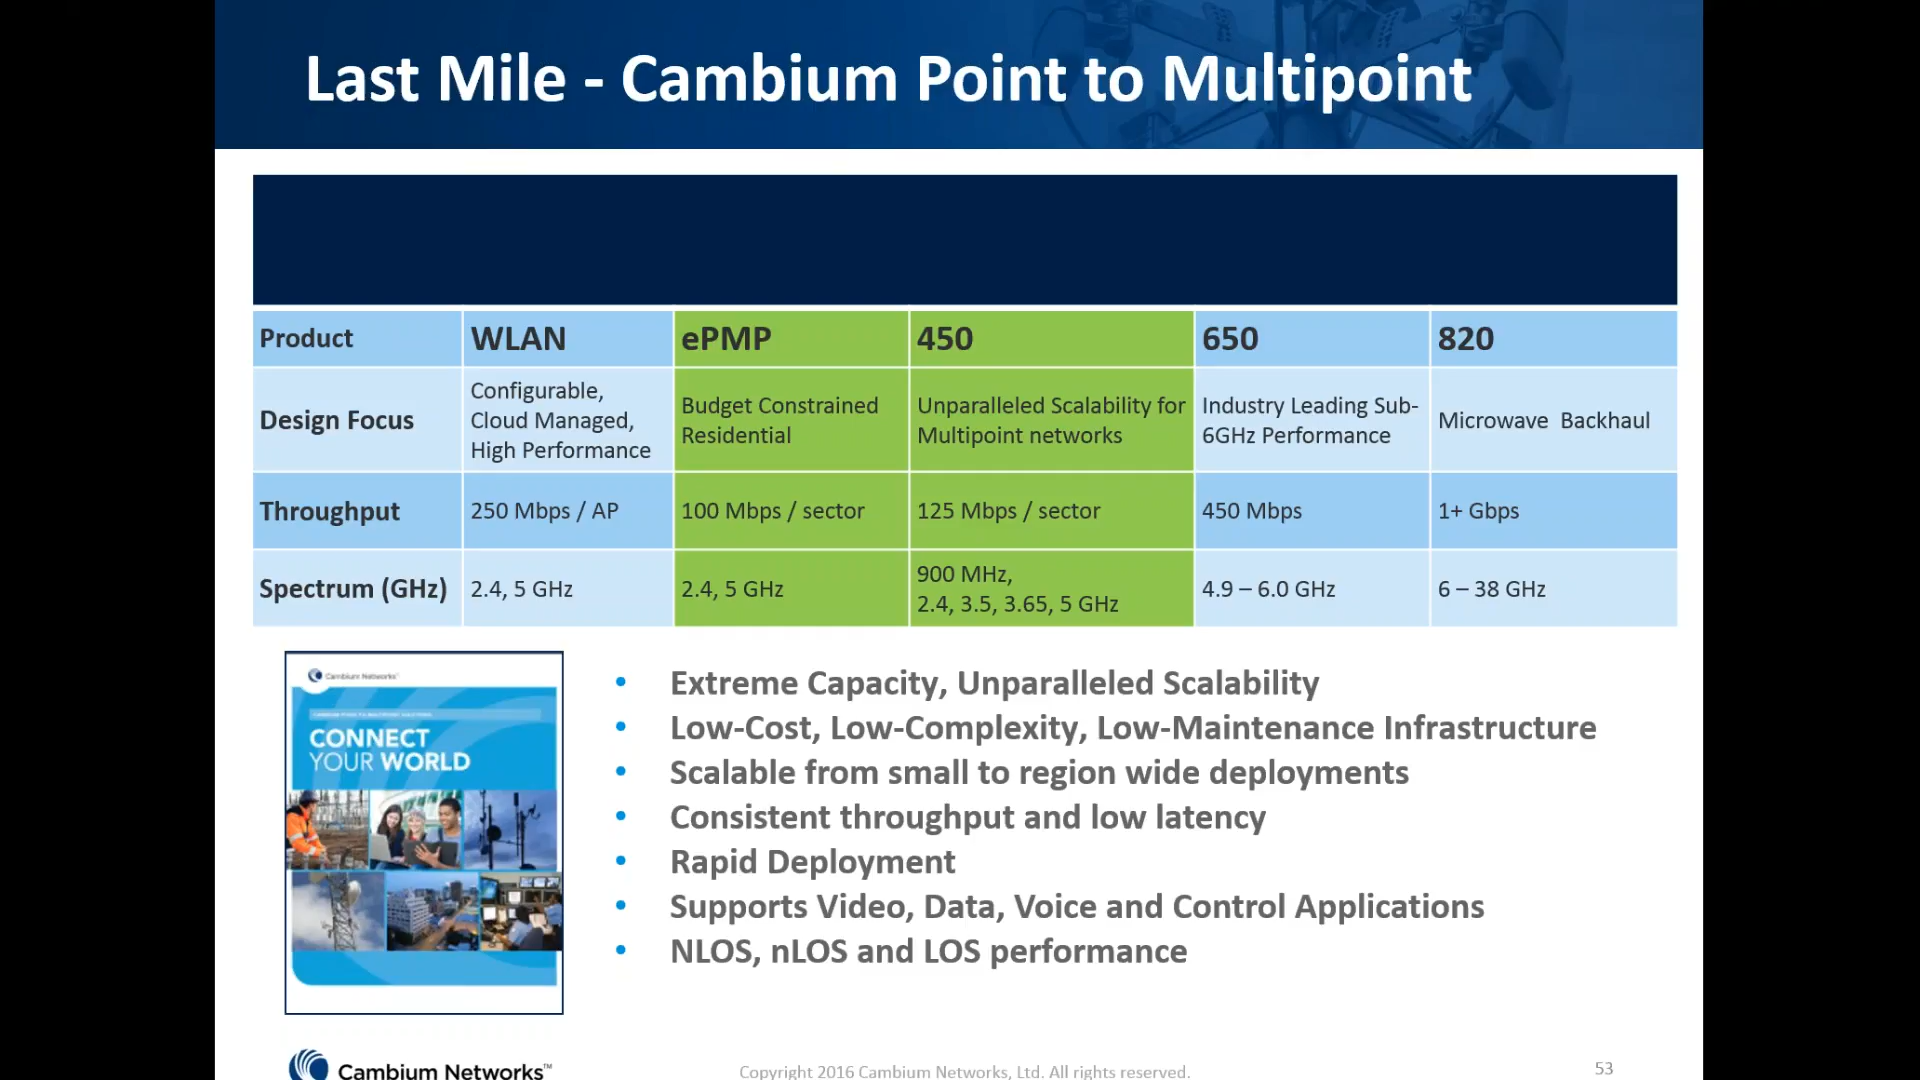 Last Mile - Cambium Point to Multipoint
Product
WLAN
ePMP
450
650
820
Design Focus
Configurable,
Cloud Managed,
High Performance
Budget Constrained
Residential
Unparalleled Scalability for
Multipoint networks
Industry Leading Sub-
6GHz Performance
Microwave Backhaul
Throughput
250 Mbps / AP
100 Mbps / sector
125 Mbps / sector
450 Mbps
1+ Gbps
Spectrum (GHz)
2.4, 5 GHz
2.4, 5 GHz
900 MHz,
2.4, 3.5, 3.65, 5 GHz
4.9 – 6.0 GHz
6 – 38 GHz
Cambium Networks™
CAMBIUM POINT TO MULTIPOINT SOLUTIONS
CONNECT
YOUR WORLD
• Extreme Capacity, Unparalleled Scalability
• Low-Cost, Low-Complexity, Low-Maintenance Infrastructure
• Scalable from small to region wide deployments
• Consistent throughput and low latency
• Rapid Deployment
• Supports Video, Data, Voice and Control Applications
• NLOS, nLOS and LOS performance
Cambium Networks™
Copyright 2016 Cambium Networks, Ltd. All rights reserved.
53